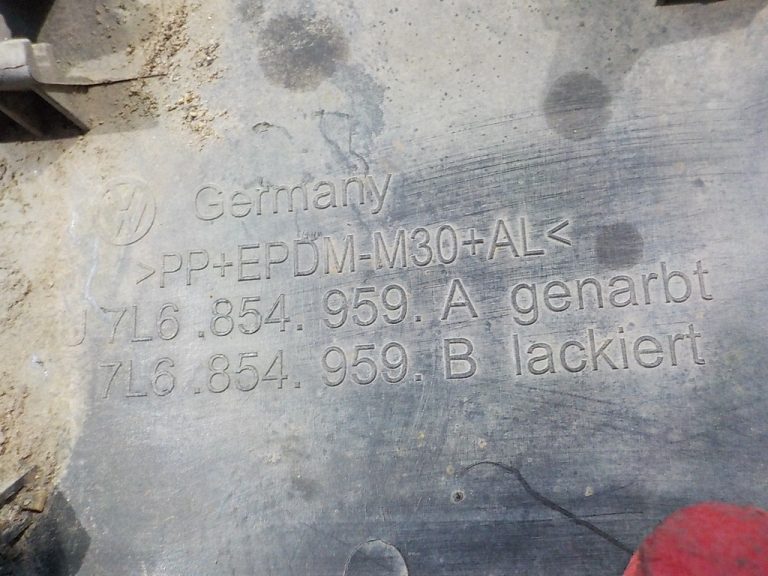 Germany
>PP+EPDM-M30+AL<
J 7L6 .854. 959. A genarbt
7L6 .854. 959. B lackiert